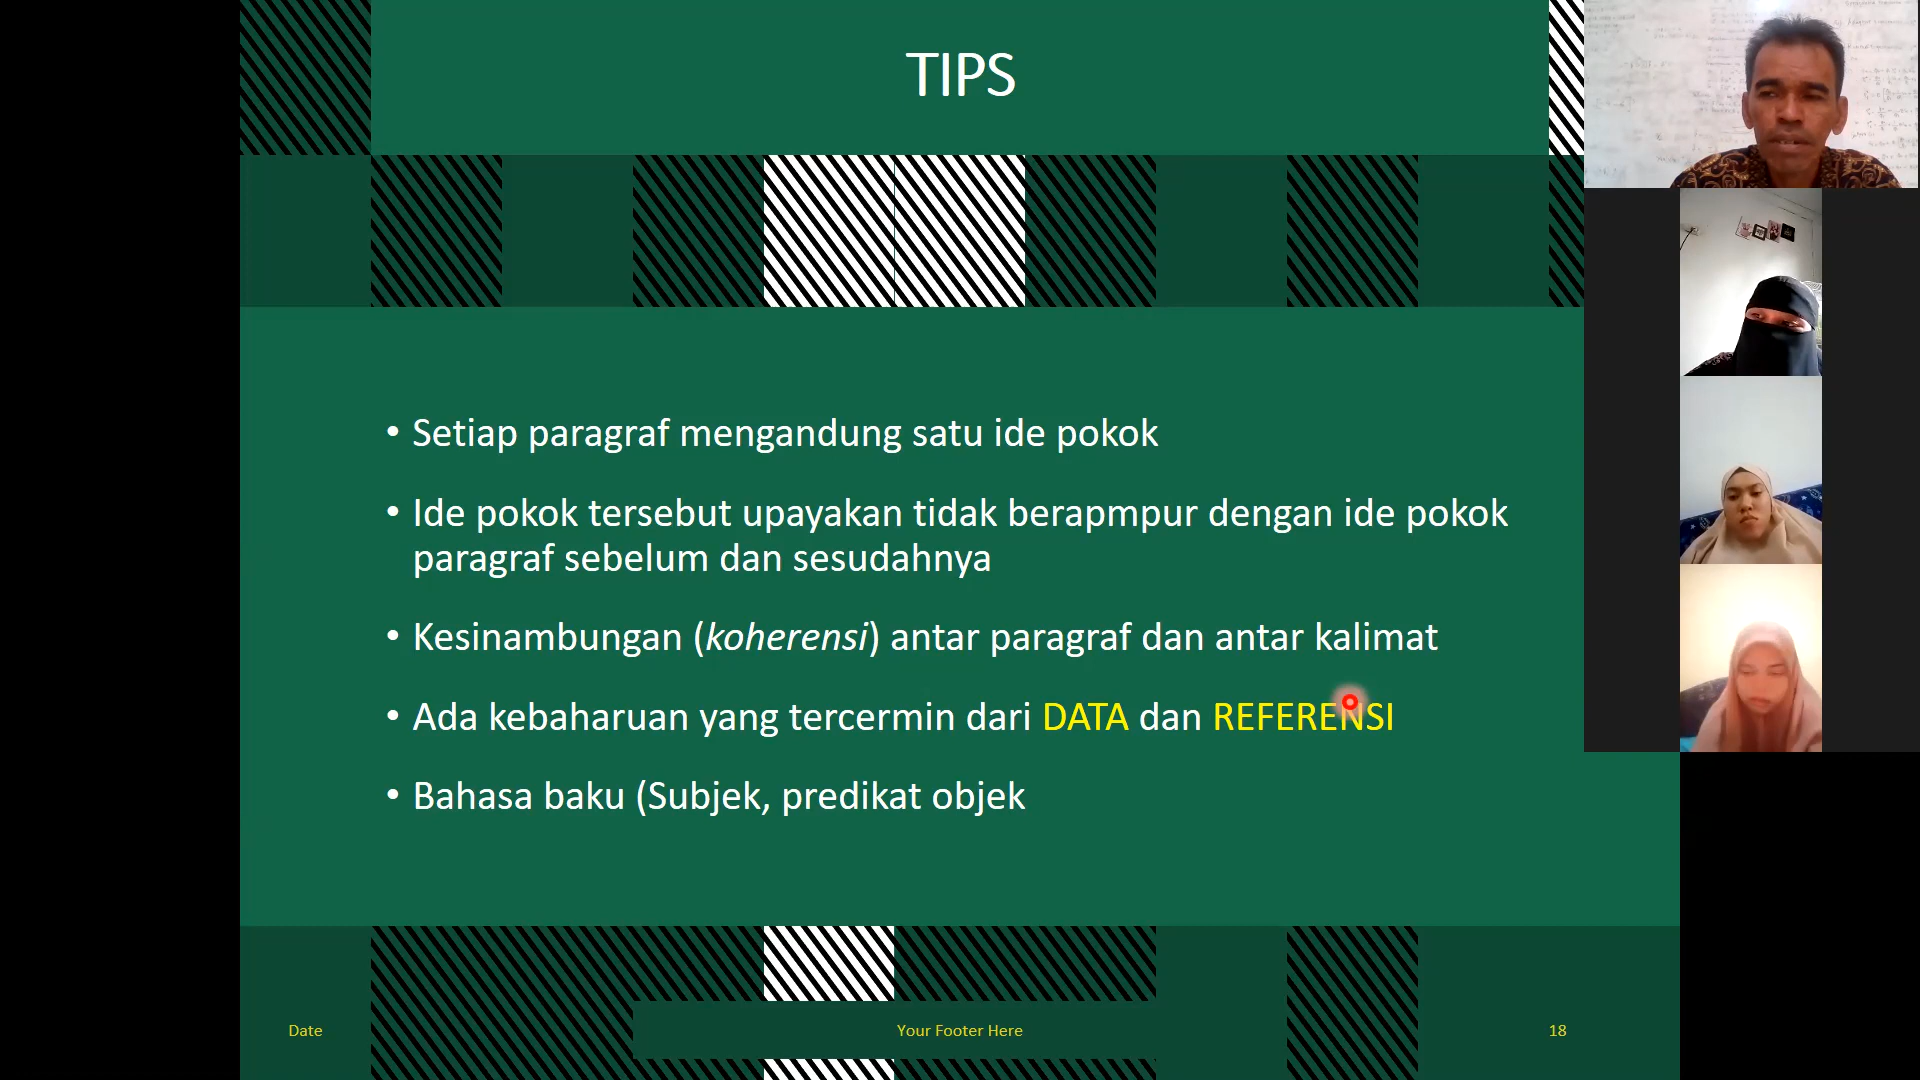 TIPS
• Setiap paragraf mengandung satu ide pokok
• Ide pokok tersebut upayakan tidak berapmpur dengan ide pokok
paragraf sebelum dan sesudahnya
• Kesinambungan (koherensi) antar paragraf dan antar kalimat
• Ada kebaharuan yang tercermin dari DATA dan REFERENSI
• Bahasa baku (Subjek, predikat objek
Date
Your Footer Here
18